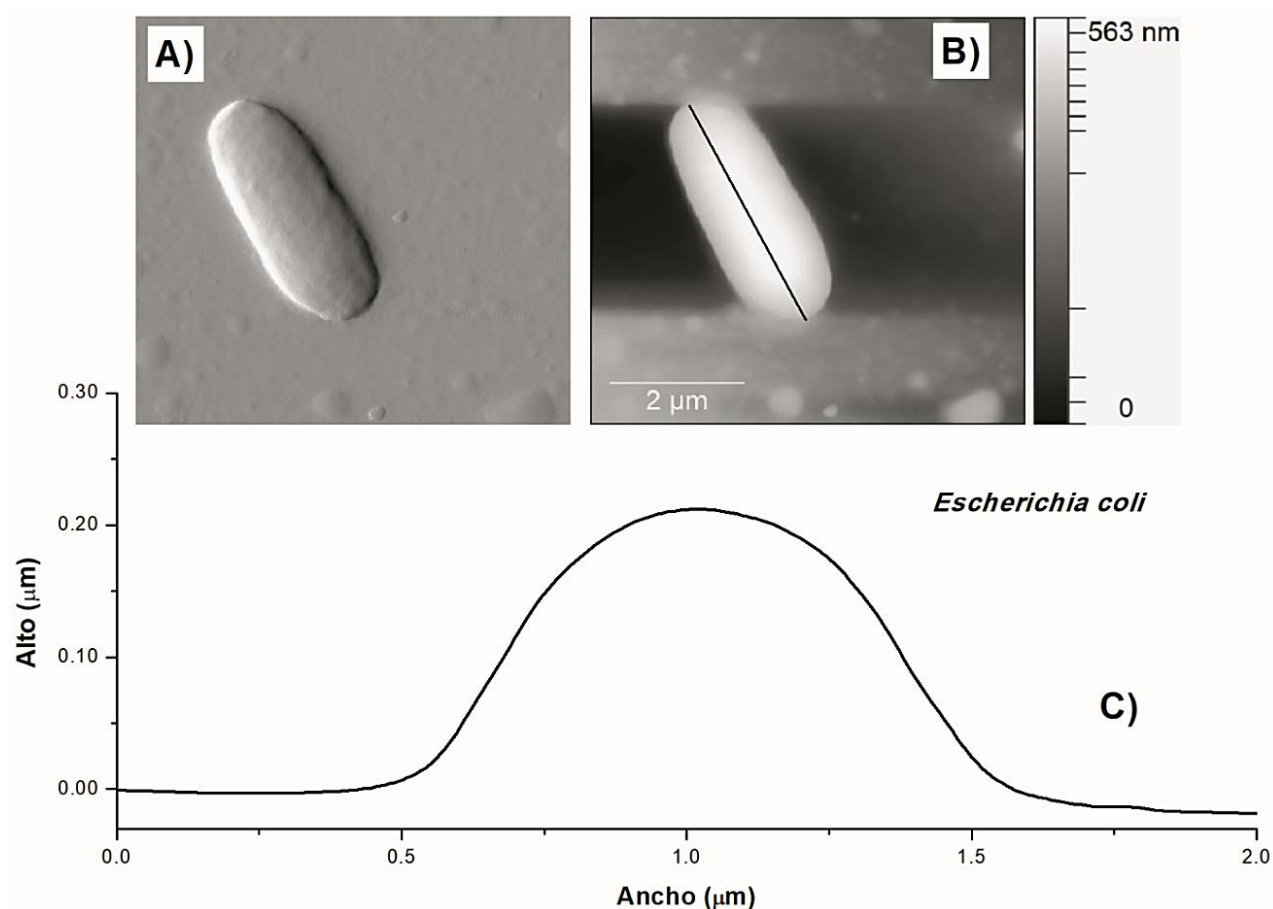 A)
B)
563 nm
0
2 μm
0.30
0.20
0.10
0.00
Alto (μm)
Escherichia coli
C)
0.0
0.5
1.0
1.5
2.0
Ancho (μm)